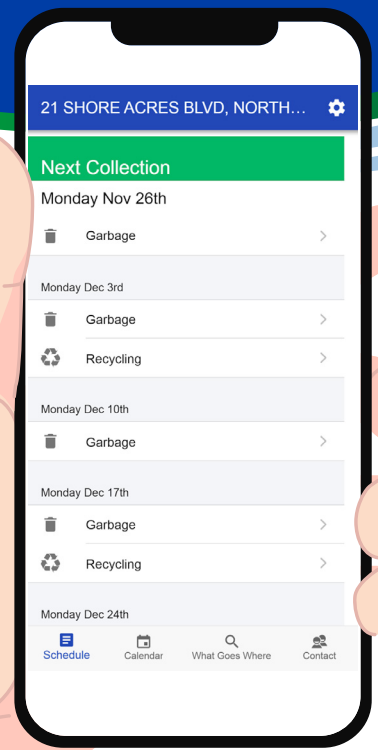 21 SHORE ACRES BLVD, NORTH...
Next Collection
Monday Nov 26th
Garbage
Monday Dec 3rd
Garbage
Recycling
Monday Dec 10th
Garbage
Monday Dec 17th
Garbage
Recycling
Monday Dec 24th
Schedule Calendar What Goes Where Contact